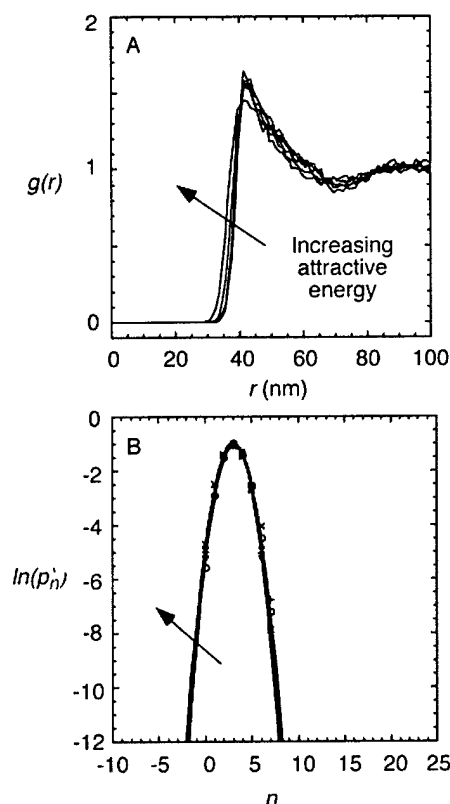 A
2
1
0
g(r)
Increasing
attractive
energy
0 20 40 60 80 100
r (nm)
B
0
-2
-4
-6
-8
-10
-12
ln(p'n)
-10 -5 0 5 10 15 20 25
n